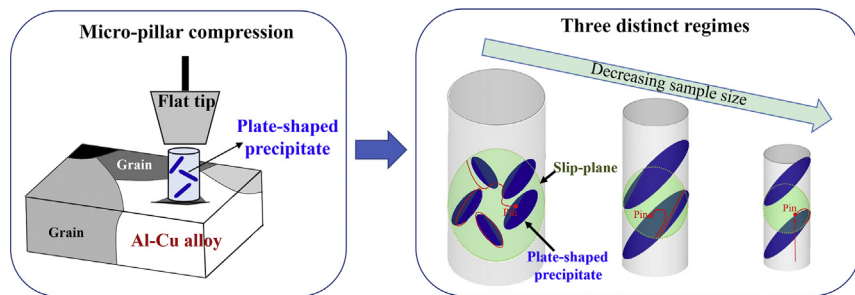 Micro-pillar compression
Flat tip
Plate-shaped
precipitate
Grain
Grain
Al-Cu alloy
Three distinct regimes
Decreasing sample size
Slip-plane
Pin
Pin
Pin
Plate-shaped
precipitate